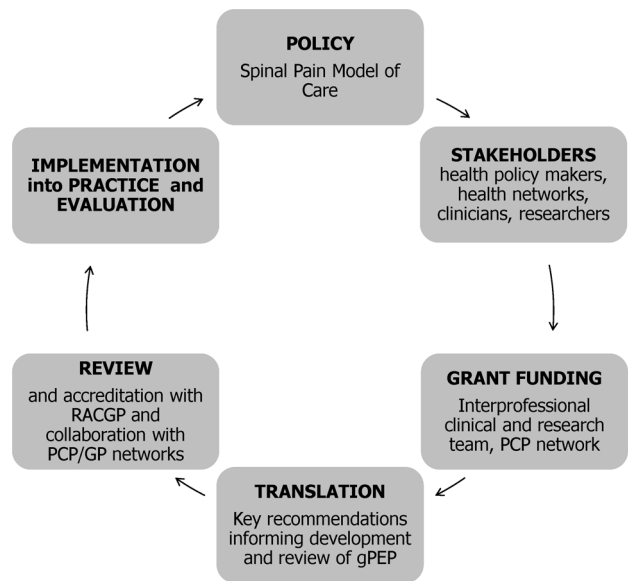 POLICY
Spinal Pain Model of
Care
STAKEHOLDERS
health policy makers,
health networks,
clinicians, researchers
GRANT FUNDING
Interprofessional
clinical and research
team, PCP network
TRANSLATION
Key recommendations
informing development
and review of gPEP
REVIEW
and accreditation with
RACGP and
collaboration with
PCP/GP networks
IMPLEMENTATION
into PRACTICE and
EVALUATION